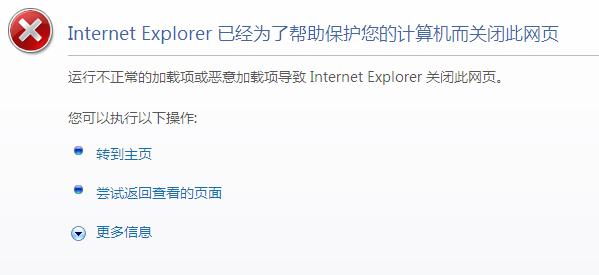 Internet Explorer 已经为了帮助保护您的计算机而关闭此网页
运行不正常的加载项或恶意加载项导致 Internet Explorer 关闭此网页。
您可以执行以下操作:
转到主页
尝试返回查看的页面
更多信息